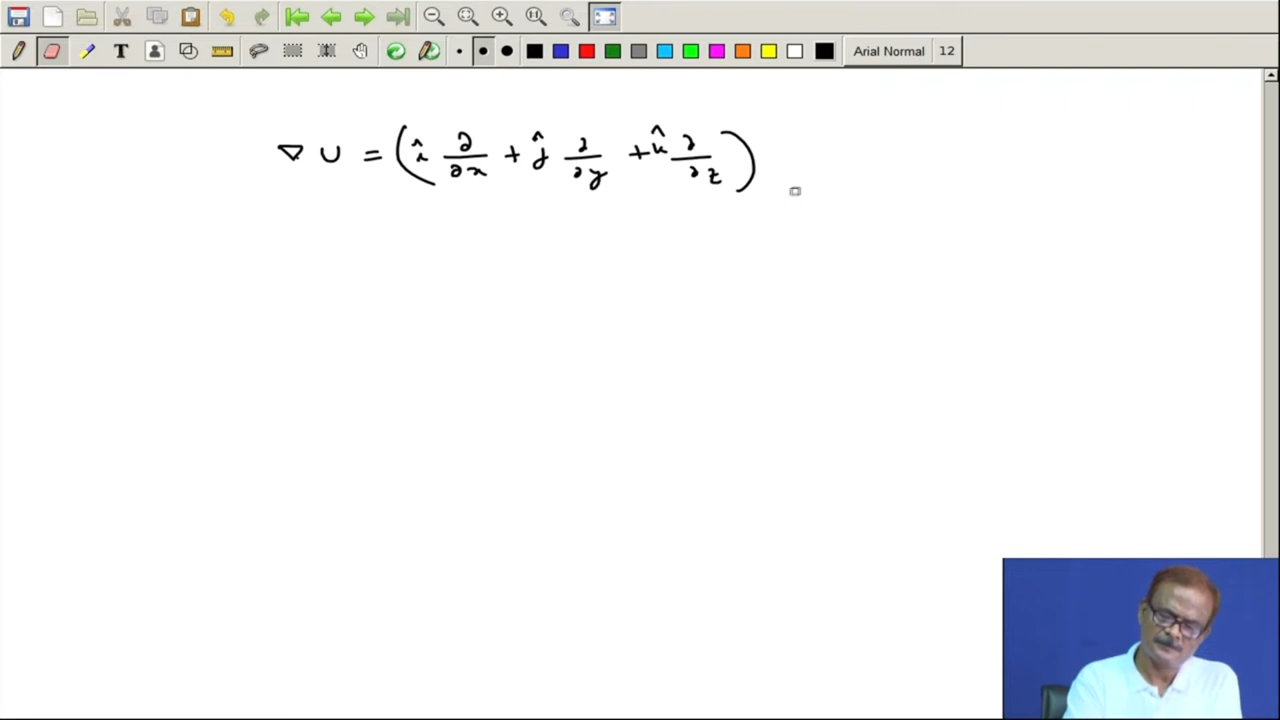 T Arial Normal 12
∇ U = ( î ∂/∂x + ĵ ∂/∂y + k̂ ∂/∂z )